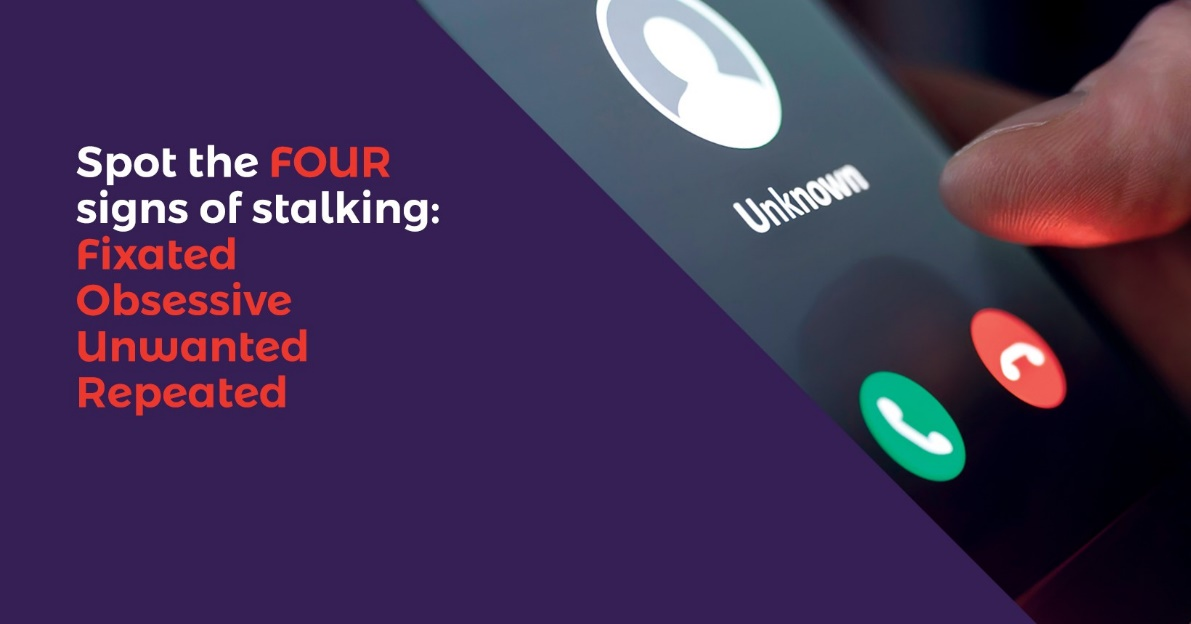 Spot the FOUR
signs of stalking:
Fixated
Obsessive
Unwanted
Repeated
Unknown